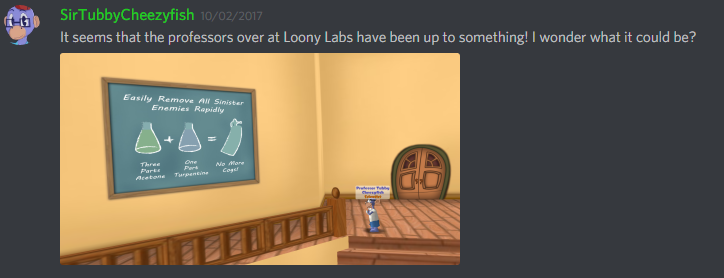 SirTubbyCheezyfish 10/02/2017
It seems that the professors over at Loony Labs have been up to something! I wonder what it could be?
Easily Remove All Sinister
Enemies Rapidly
+ =
Three
Parts
Acetone
One
Part
Turpentine
No More
Cogs!
Professor Tubby
Cheezyfish
Scientist